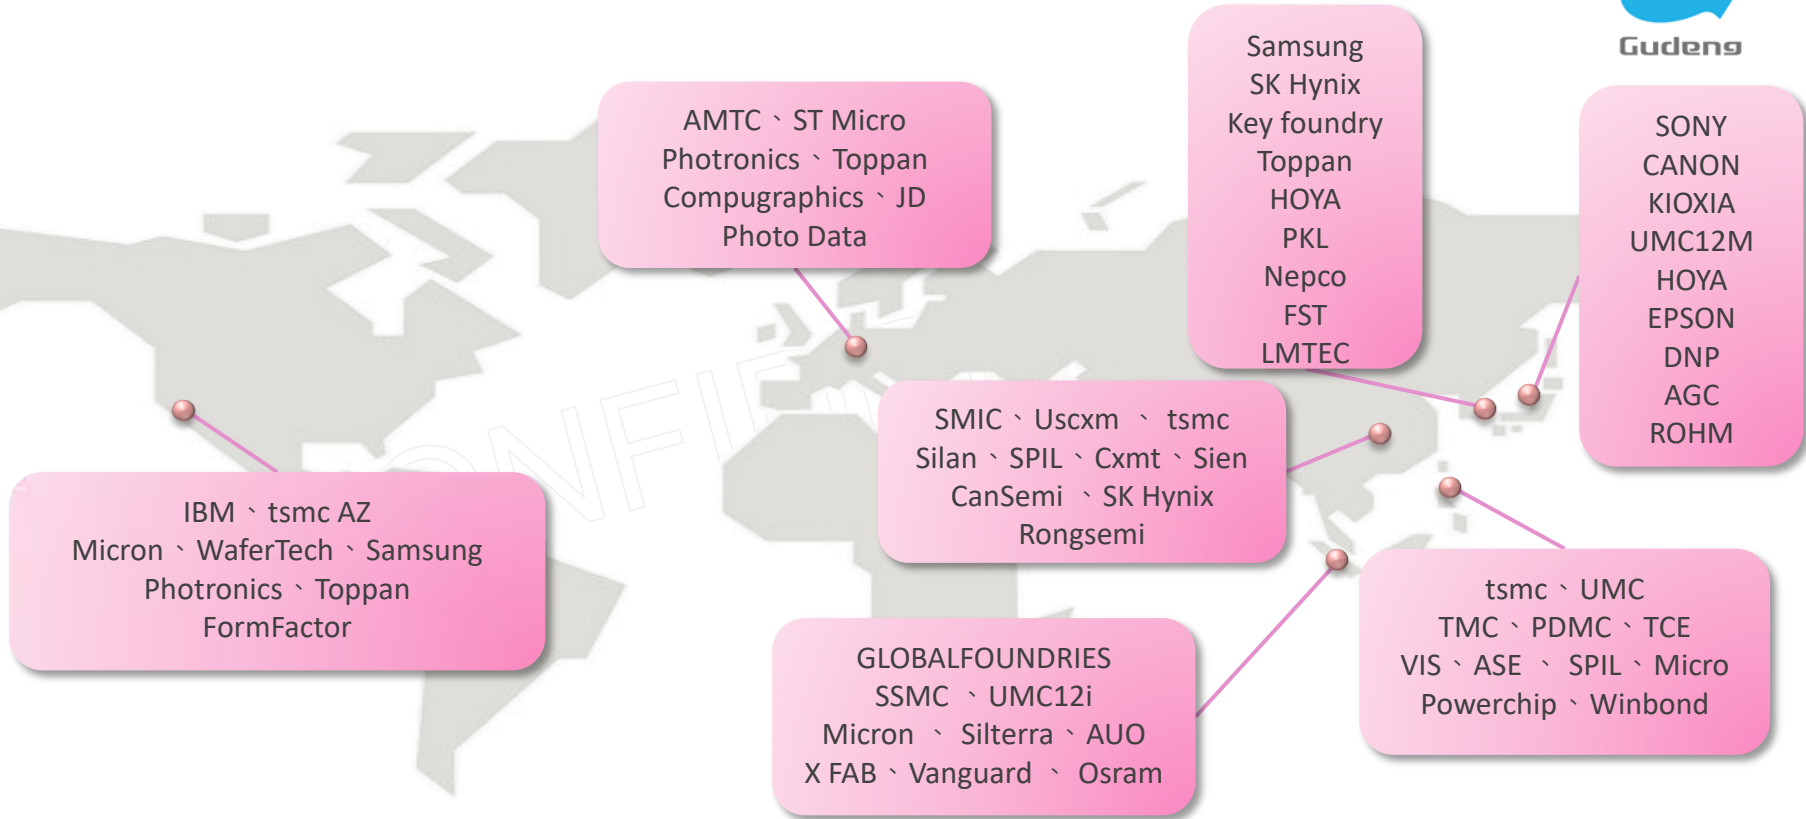 Gudeng
AMTC、ST Micro
Photronics、Toppan
Compugraphics、JD
Photo Data
Samsung
SK Hynix
Key foundry
Toppan
HOYA
PKL
Nepco
FST
LMTEC
SONY
CANON
KIOXIA
UMC12M
HOYA
EPSON
DNP
AGC
ROHM
SMIC、Uscxm 、 tsmc
Silan、SPIL、Cxmt、Sien
CanSemi 、SK Hynix
Rongsemi
IBM、tsmc AZ
Micron、WaferTech、Samsung
Photronics、Toppan
FormFactor
GLOBALFOUNDRIES
SSMC 、UMC12i
Micron 、 Silterra、AUO
X FAB、Vanguard 、 Osram
tsmc、UMC
TMC、PDMC、TCE
VIS、ASE 、 SPIL、Micro
Powerchip、Winbond